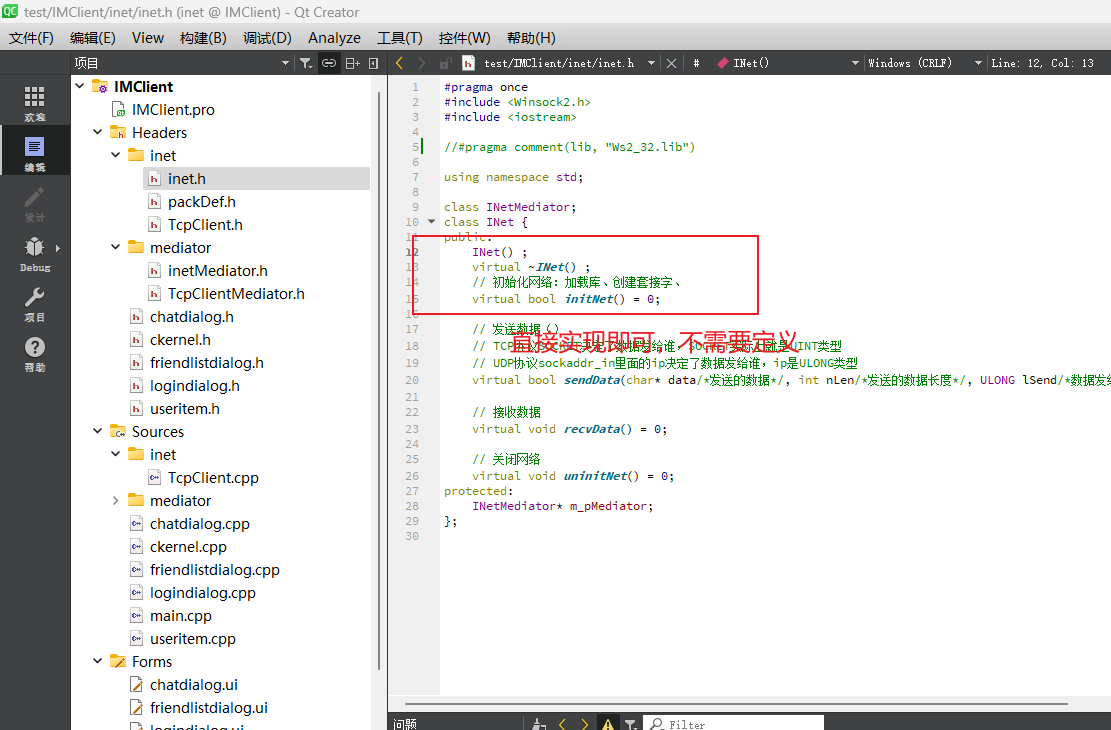 test/IMClient/inet/inet.h (inet @ IMClient) - Qt Creator
文件(F) 编辑(E) View 构建(B) 调试(D) Analyze 工具(T) 控件(W) 帮助(H)
项目
test/IMClient/inet/inet.h
#
INet()
Windows (CRLF)
Line: 12, Col: 13
欢迎
编辑
设计
Debug
项目
帮助
IMClient
IMClient.pro
Headers
inet
inet.h
packDef.h
TcpClient.h
mediator
inetMediator.h
TcpClientMediator.h
chatdialog.h
ckernel.h
friendlistdialog.h
logindialog.h
useritem.h
Sources
inet
TcpClient.cpp
mediator
chatdialog.cpp
ckernel.cpp
friendlistdialog.cpp
logindialog.cpp
main.cpp
useritem.cpp
Forms
chatdialog.ui
friendlistdialog.ui
logindialog.ui
1 #pragma once
2 #include <Winsock2.h>
3 #include <iostream>
4
5 //#pragma comment(lib, "Ws2_32.lib")
6
7 using namespace std;
8
9 class INetMediator;
10 class INet {
11 public:
12 INet() ;
13 virtual ~INet() ;
14 // 初始化网络：加载库、创建套接字、
15 virtual bool initNet() = 0;
16
直接实现即可，不需要定义
17 // 发送数据（）
18 // TCP协议SOCKET决定了数据发给谁，UINT类型
19 // UDP协议sockaddr_in里面的ip决定了数据发给谁，ip是ULONG类型
20 virtual bool sendData(char* data/*发送的数据*/, int nLen/*发送的数据长度*/, ULONG lSend/*数据发
21
22 // 接收数据
23 virtual void recvData() = 0;
24
25 // 关闭网络
26 virtual void uninitNet() = 0;
27 protected:
28 INetMediator* m_pMediator;
29 };
30
问题
Filter